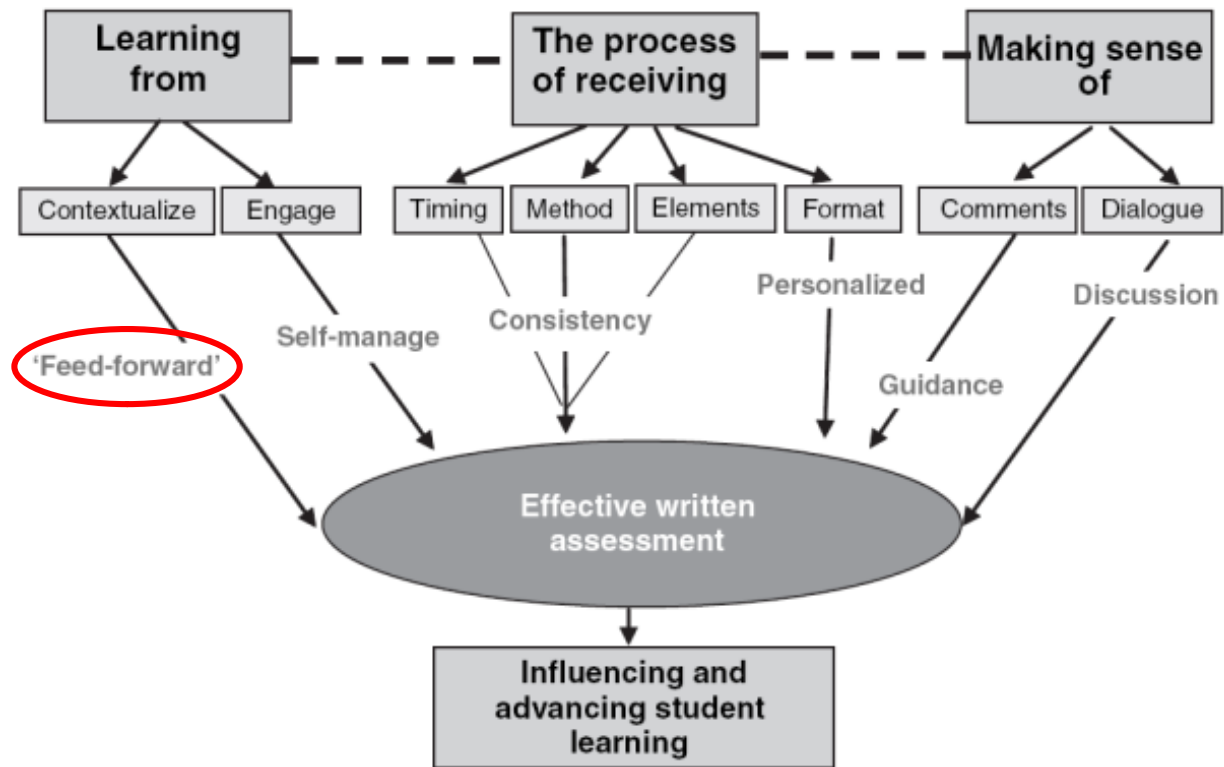 Learning
from
The process
of receiving
Making sense
of
Contextualize
Engage
Timing
Method
Elements
Format
Comments
Dialogue
'Feed-forward'
Self-manage
Consistency
Personalized
Guidance
Discussion
Effective written
assessment
Influencing and
advancing student
learning